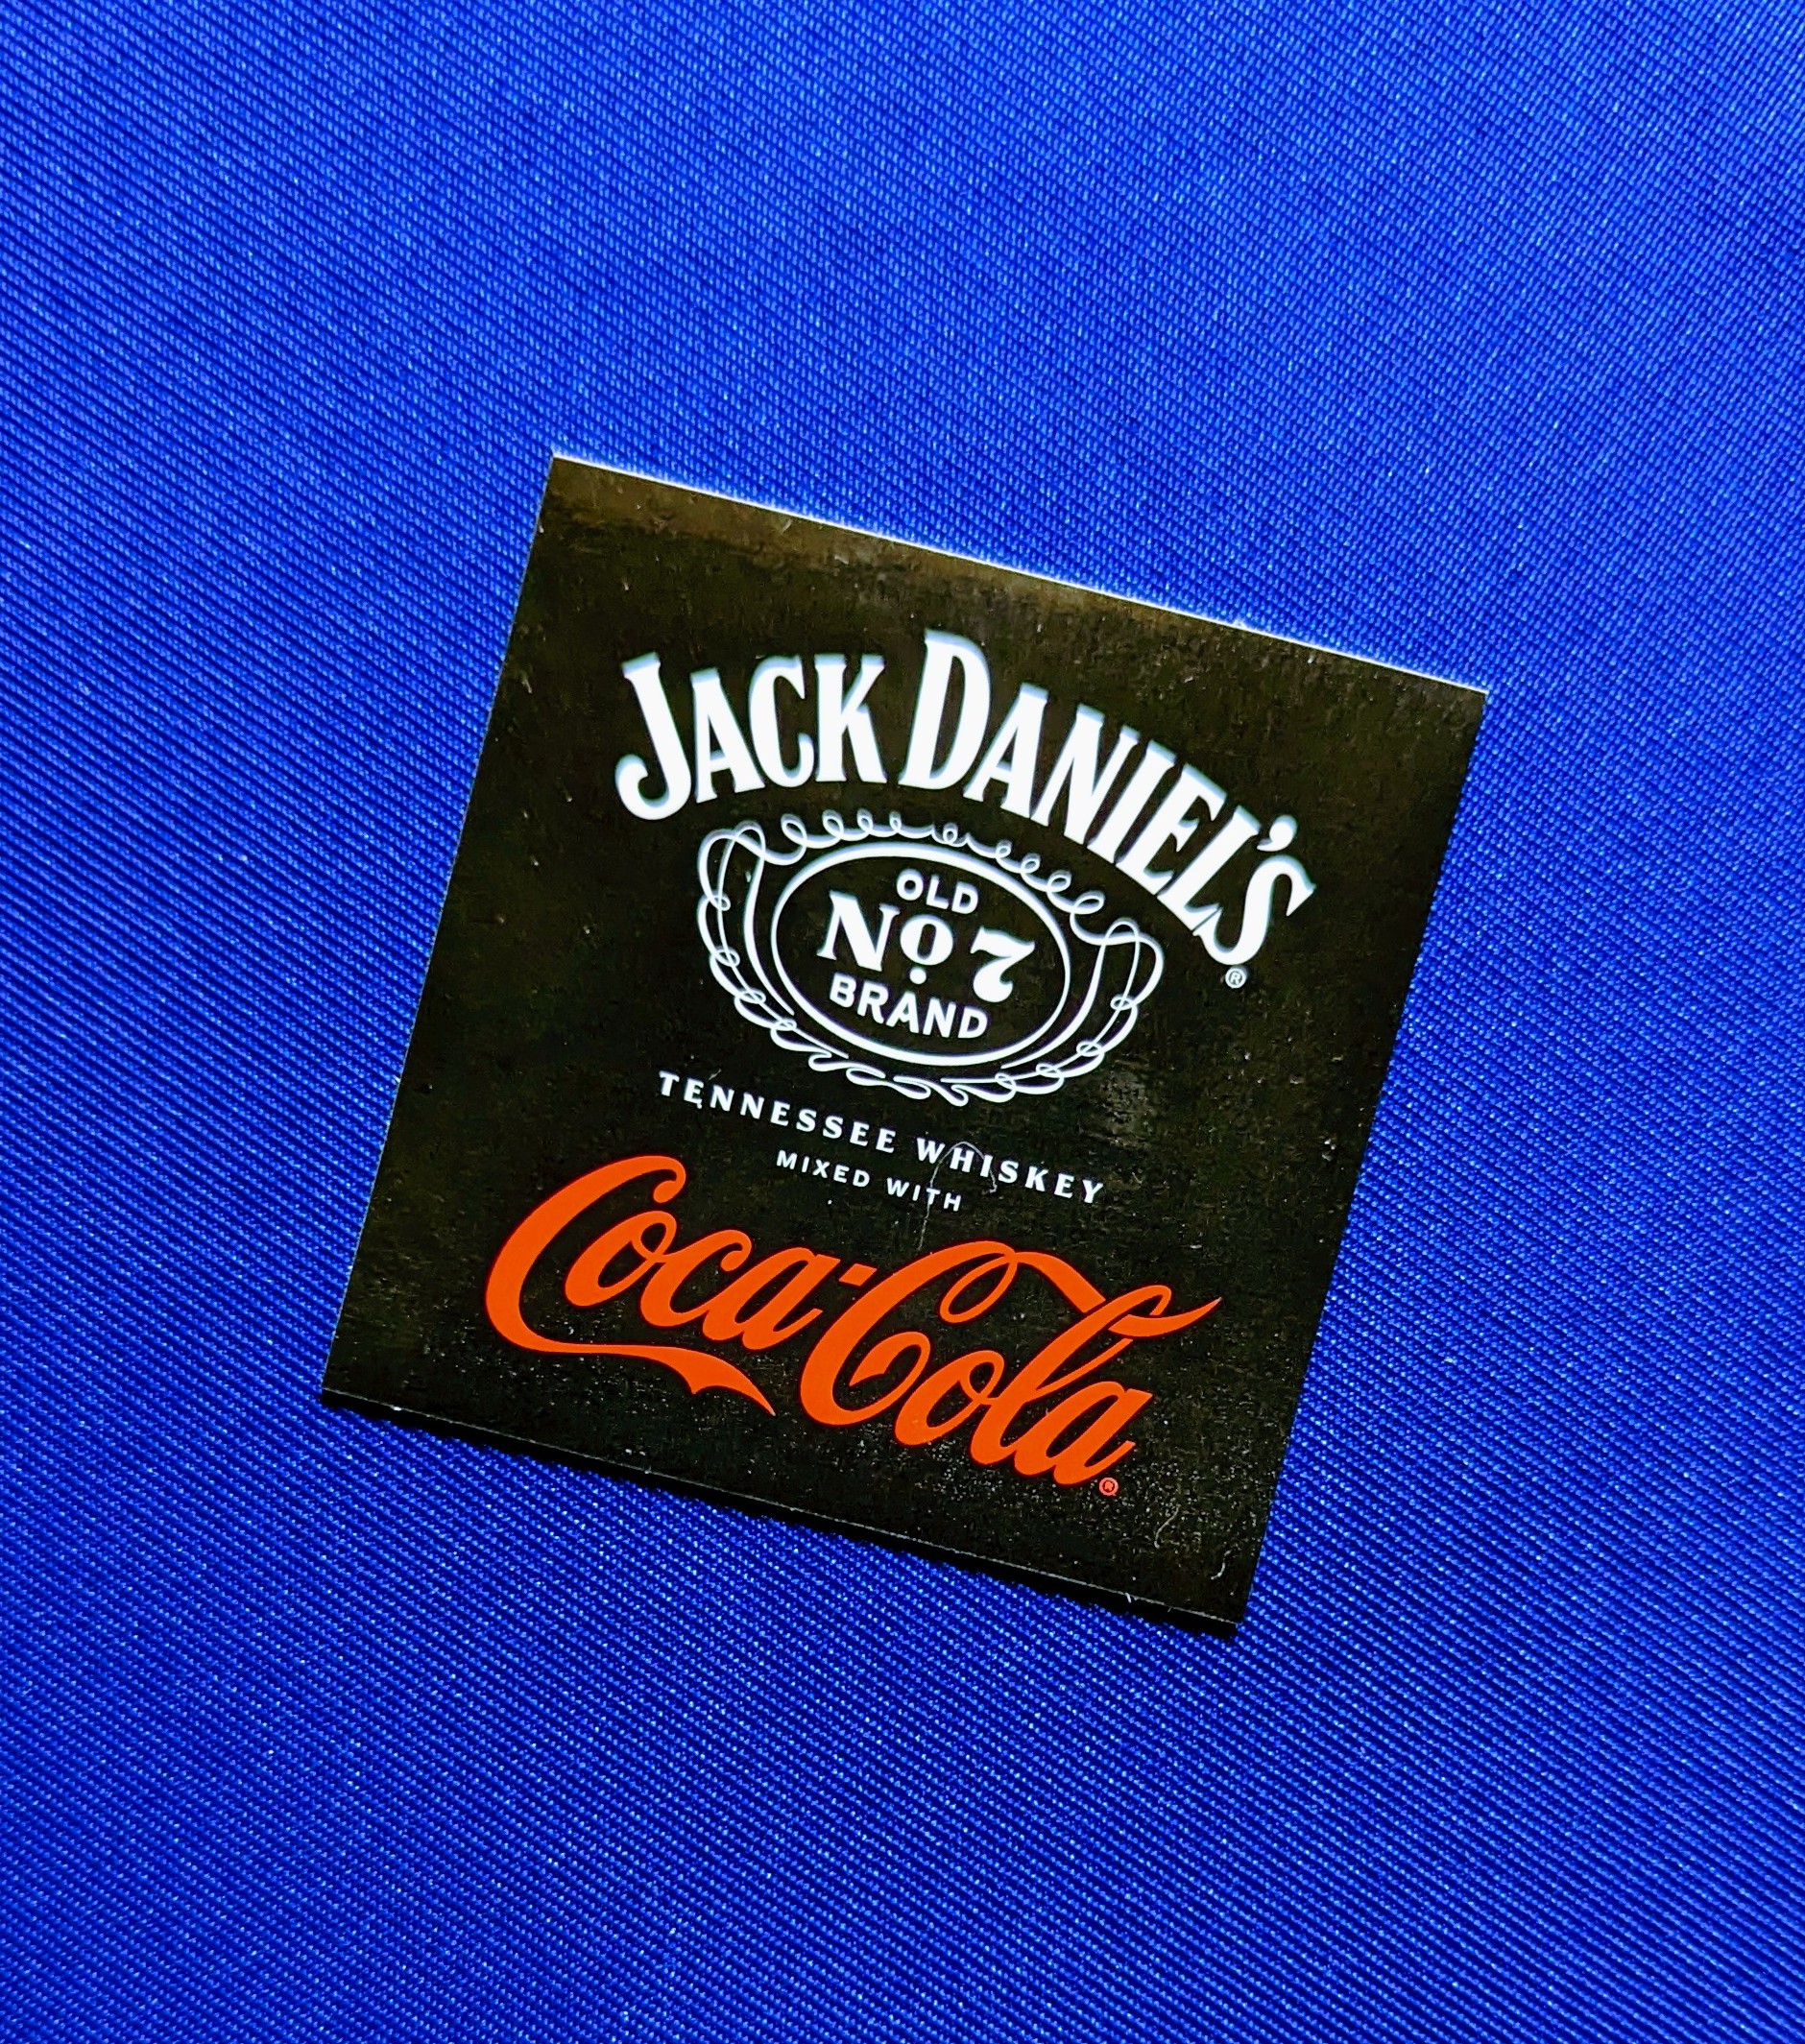 JACK DANIEL'S®
OLD
No. 7
BRAND
TENNESSEE WHISKEY
MIXED WITH
Coca-Cola®